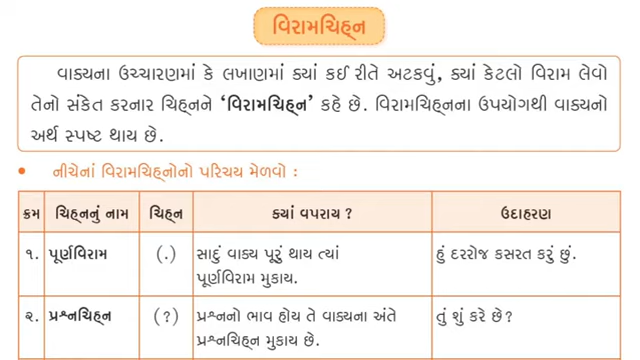 વિરામચિહ્ન
વાક્યના ઉચ્ચારણમાં કે લખાણમાં ક્યાં કઈ રીતે અટકવું, ક્યાં કેટલો વિરામ લેવો
તેનો સંકેત કરનાર ચિહ્નને ‘વિરામચિહ્ન’ કહે છે. વિરામચિહ્નના ઉપયોગથી વાક્યનો
અર્થ સ્પષ્ટ થાય છે.
• નીચેનાં વિરામચિહ્નોનો પરિચય મેળવો :
ક્રમ ચિહ્નનું નામ ચિહ્ન ક્યાં વપરાય ? ઉદાહરણ
૧. પૂર્ણવિરામ (.) સાદું વાક્ય પૂરું થાય ત્યાં હું દરરોજ કસરત કરું છું.
પૂર્ણવિરામ મુકાય.
૨. પ્રશ્નચિહ્ન (?) પ્રશ્નનો ભાવ હોય તે વાક્યના અંતે તું શું કરે છે?
પ્રશ્નચિહ્ન મુકાય છે.